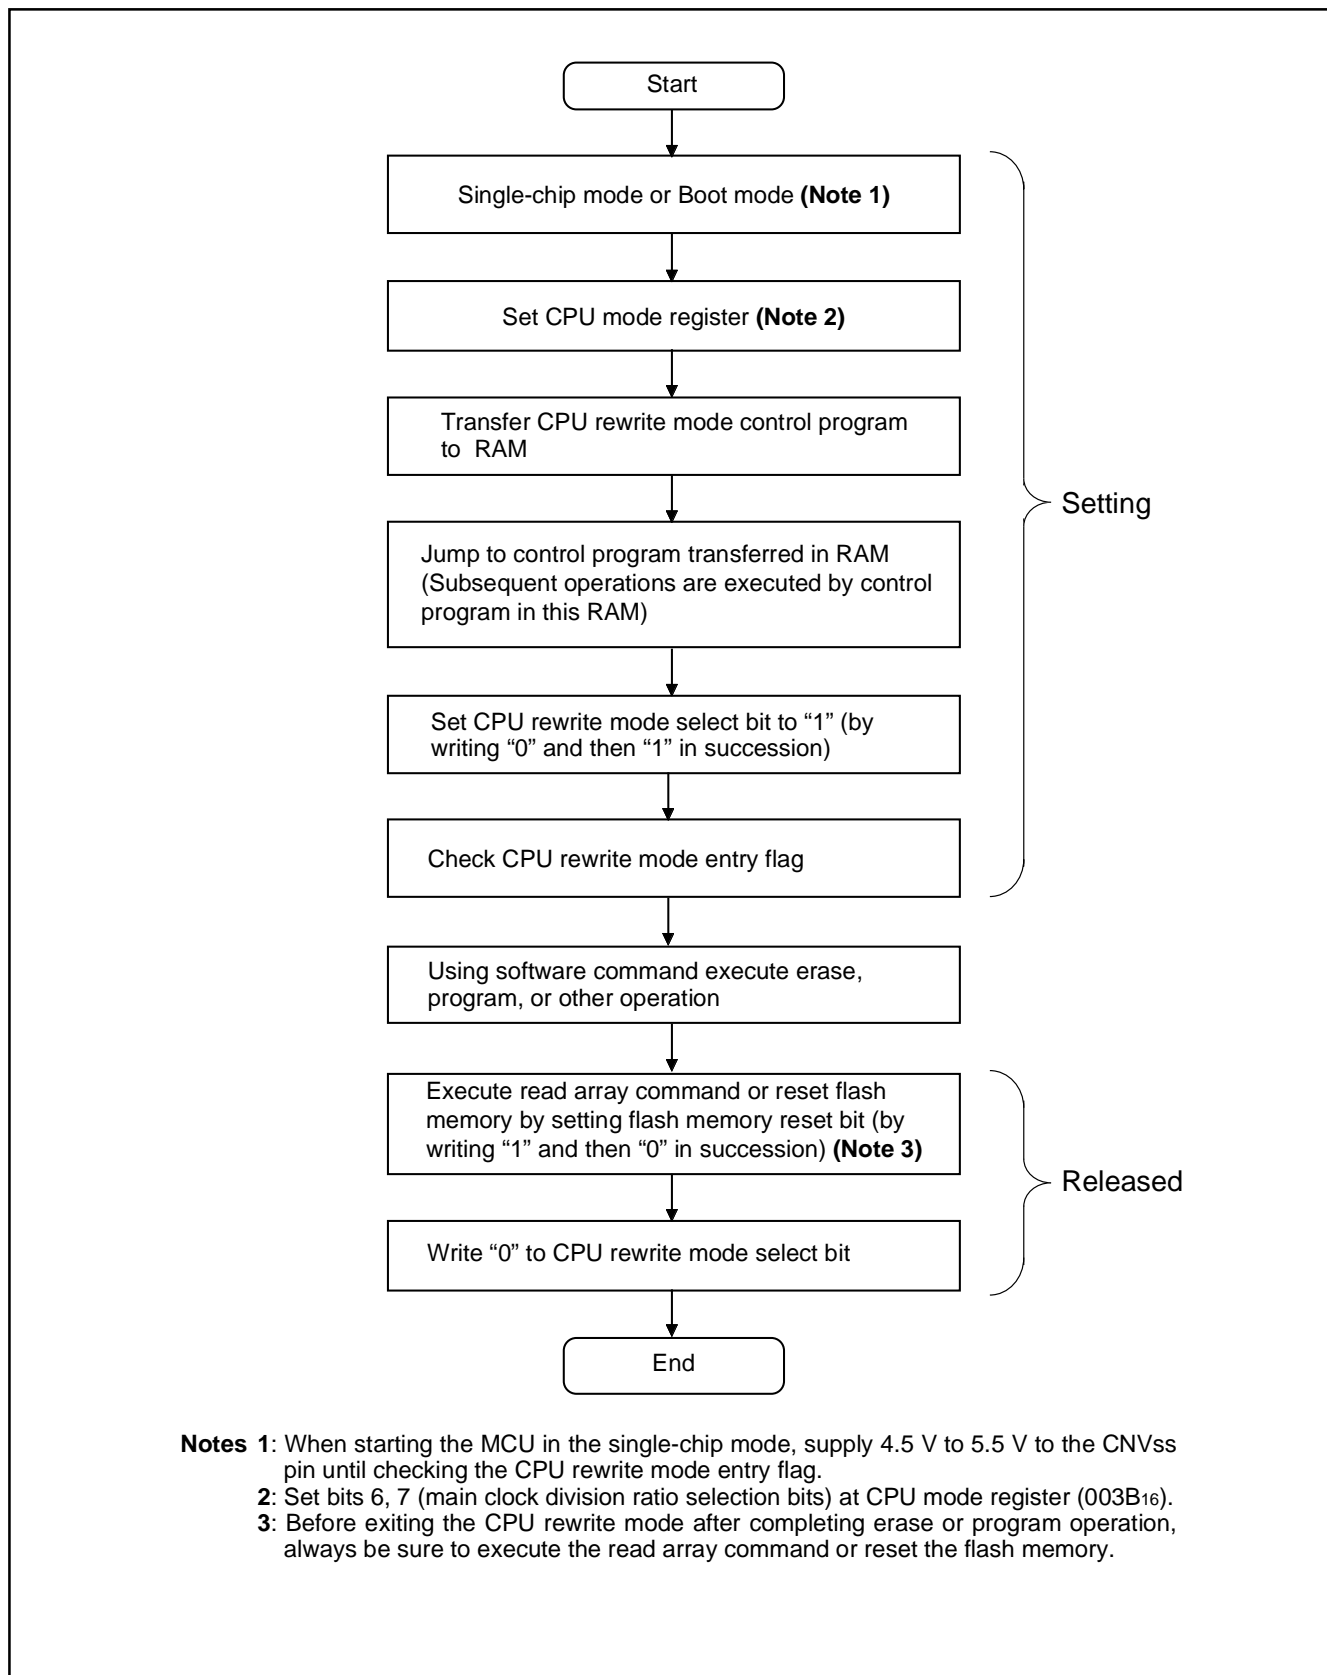 Start
Single-chip mode or Boot mode (Note 1)
Set CPU mode register (Note 2)
Transfer CPU rewrite mode control program
to RAM
Jump to control program transferred in RAM
(Subsequent operations are executed by control
program in this RAM)
Setting
Set CPU rewrite mode select bit to “1” (by
writing “0” and then “1” in succession)
Check CPU rewrite mode entry flag
Using software command execute erase,
program, or other operation
Execute read array command or reset flash
memory by setting flash memory reset bit (by
writing “1” and then “0” in succession) (Note 3)
Released
Write “0” to CPU rewrite mode select bit
End
Notes 1: When starting the MCU in the single-chip mode, supply 4.5 V to 5.5 V to the CNVss
pin until checking the CPU rewrite mode entry flag.
2: Set bits 6, 7 (main clock division ratio selection bits) at CPU mode register (003B16).
3: Before exiting the CPU rewrite mode after completing erase or program operation,
always be sure to execute the read array command or reset the flash memory.